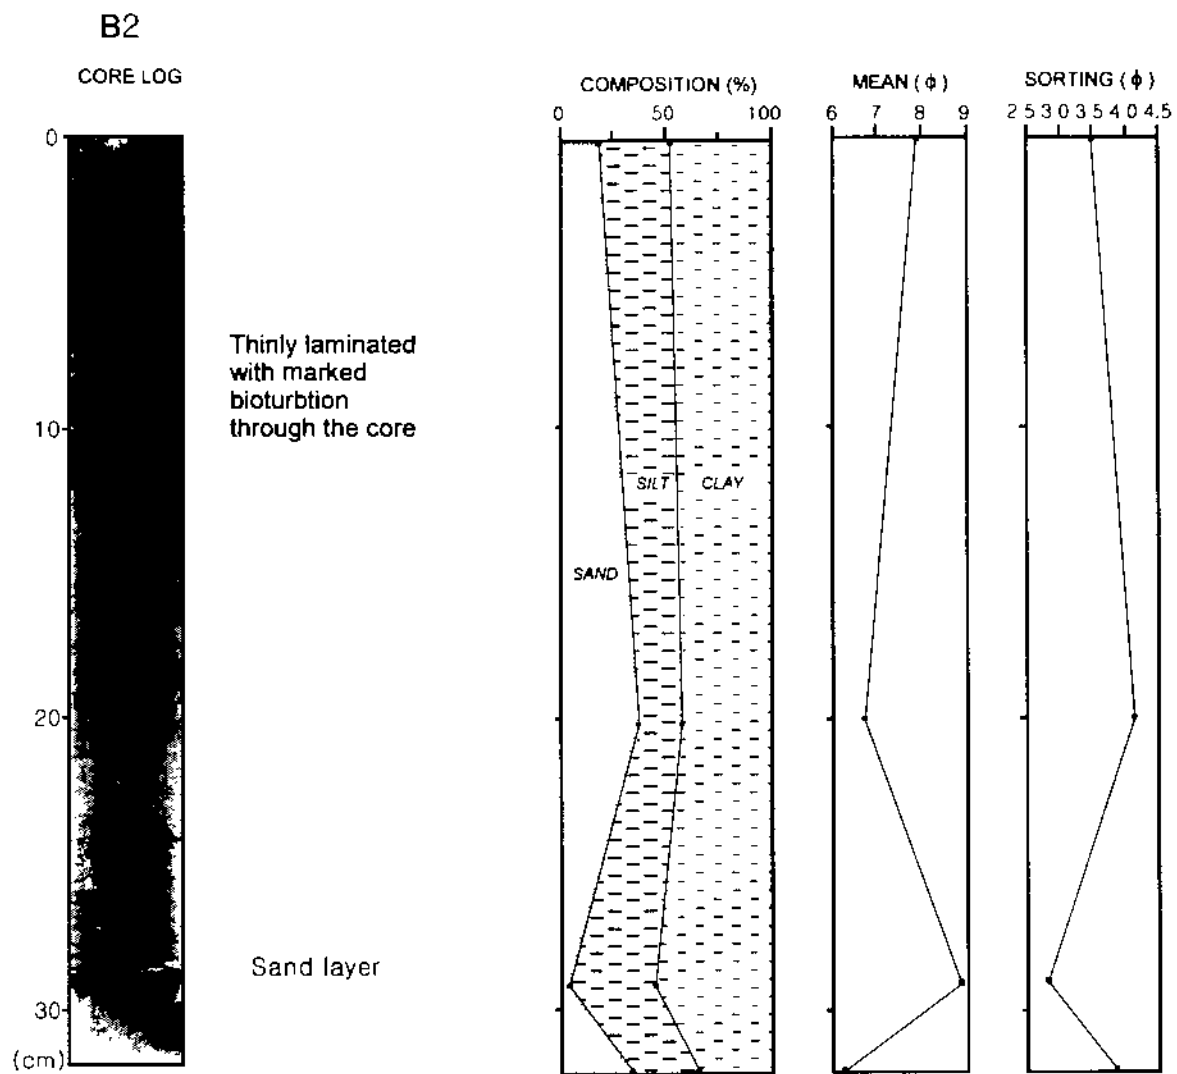 B2
CORE LOG
COMPOSITION (%)
MEAN (ϕ)
SORTING (ϕ)
0 50 100
6 7 8 9
2 5 3 0 3 5 4 0 4.5
0
Thinly laminated
with marked
bioturbtion
through the core
10
SILT
CLAY
SAND
20
Sand layer
30
(cm)